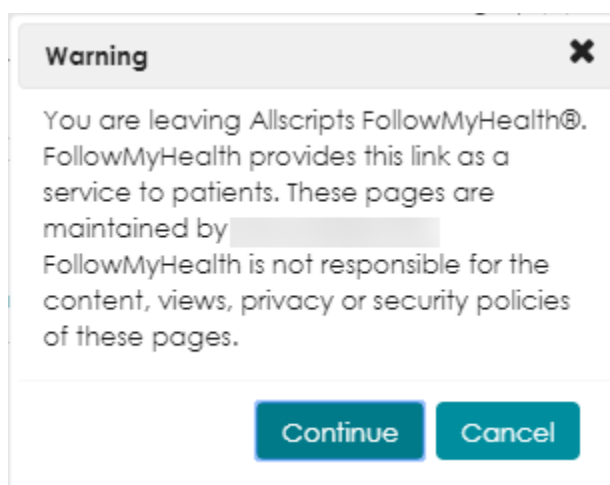 Warning
You are leaving Allscripts FollowMyHealth®.
FollowMyHealth provides this link as a
service to patients. These pages are
maintained by
FollowMyHealth is not responsible for the
content, views, privacy or security policies
of these pages.
Continue Cancel